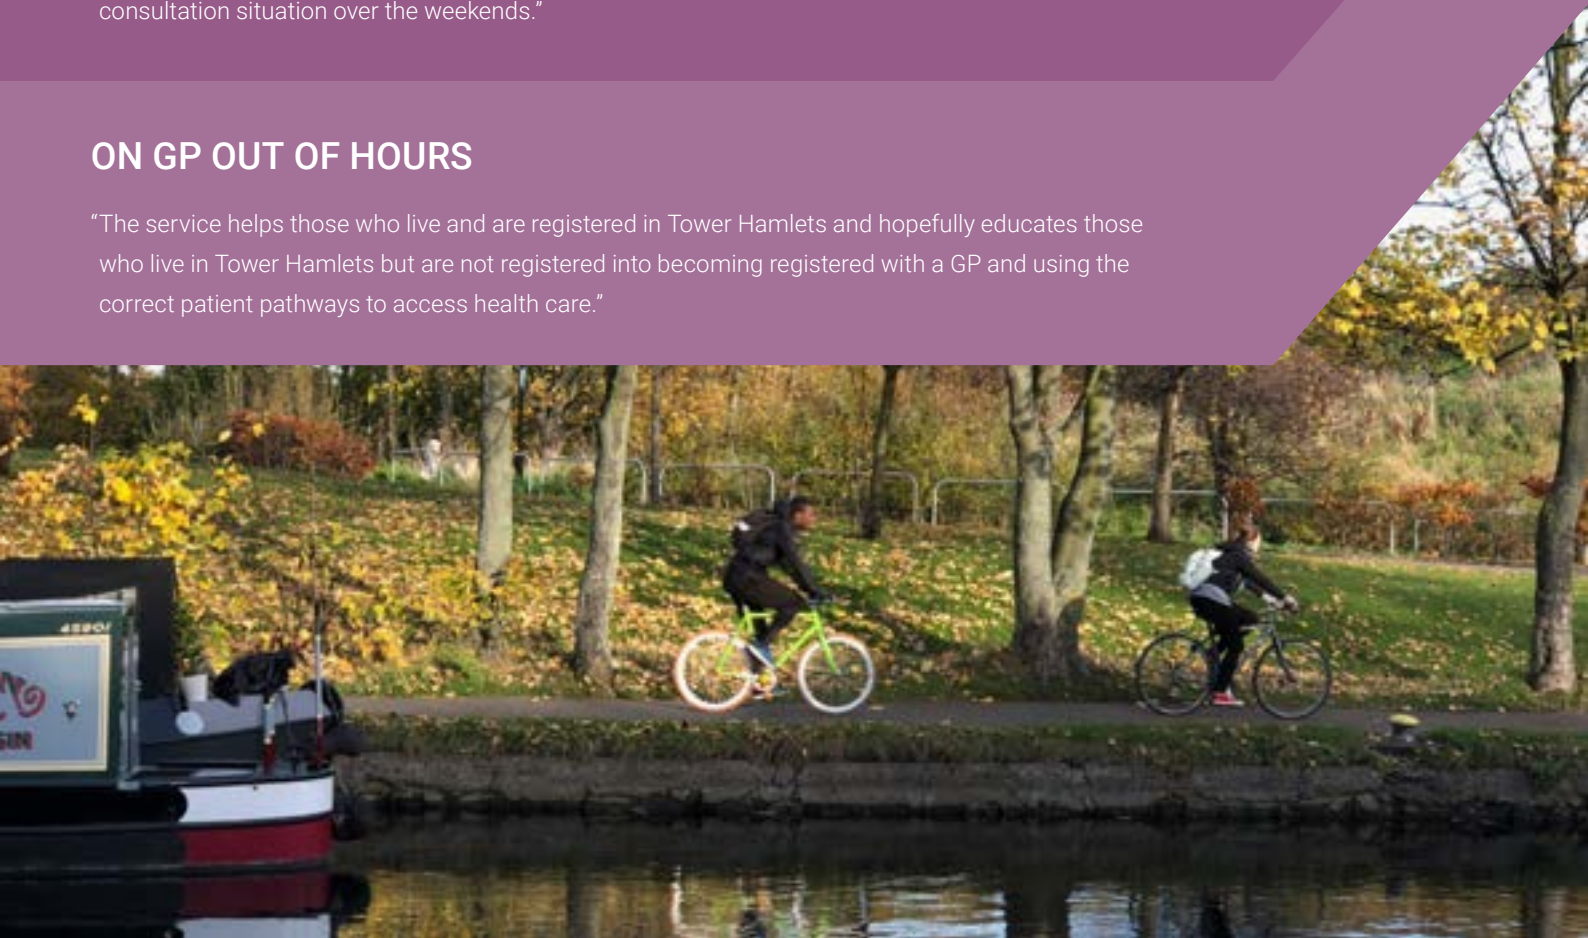 consultation situation over the weekends.”
ON GP OUT OF HOURS
“The service helps those who live and are registered in Tower Hamlets and hopefully educates those
who live in Tower Hamlets but are not registered into becoming registered with a GP and using the
correct patient pathways to access health care.”